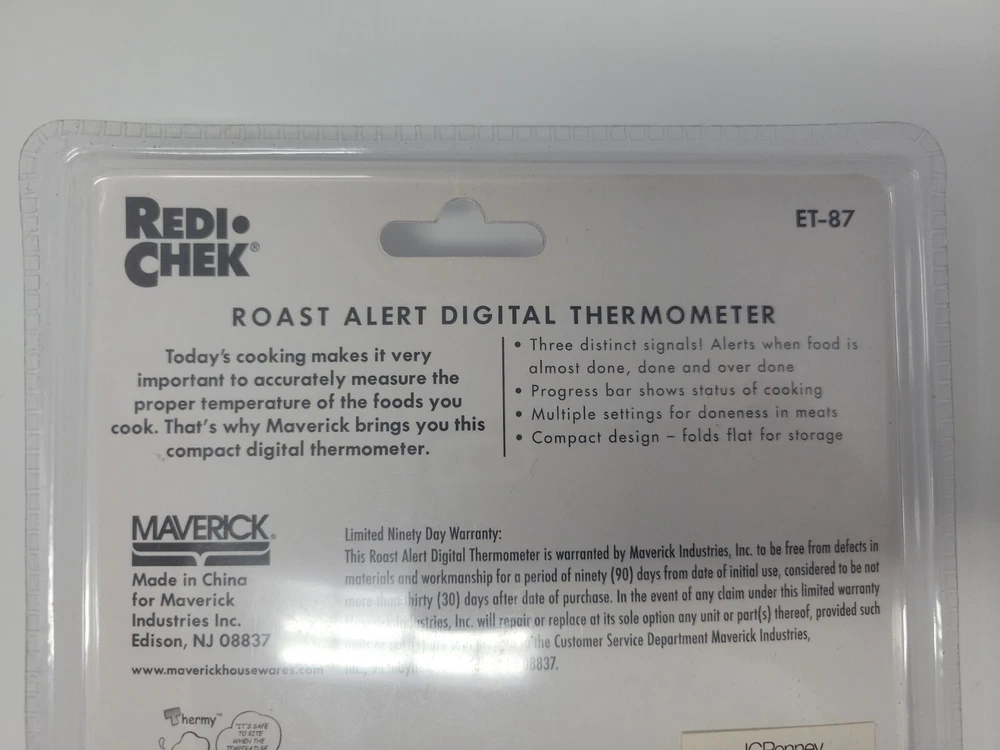 REDI•
CHEK®
ET-87
ROAST ALERT DIGITAL THERMOMETER
Today's cooking makes it very
important to accurately measure the
proper temperature of the foods you
cook. That's why Maverick brings you this
compact digital thermometer.
• Three distinct signals! Alerts when food is
almost done, done and over done
• Progress bar shows status of cooking
• Multiple settings for doneness in meats
• Compact design – folds flat for storage
MAVERICK®
Made in China
for Maverick
Industries Inc.
Edison, NJ 08837
www.maverickhousewares.com
Limited Ninety Day Warranty:
This Roast Alert Digital Thermometer is warranted by Maverick Industries, Inc. to be free from defects in
materials and workmanship for a period of ninety (90) days from date of initial use, considered to be not
more than thirty (30) days after date of purchase. In the event of any claim under this limited warranty
Industries, Inc. will repair or replace at its sole option any unit or part(s) thereof, provided such
the Customer Service Department Maverick Industries,
08837.
Thermy™
"IT'S SAFE
TO BITE
WHEN THE
TEMPERATURE
JCPenney